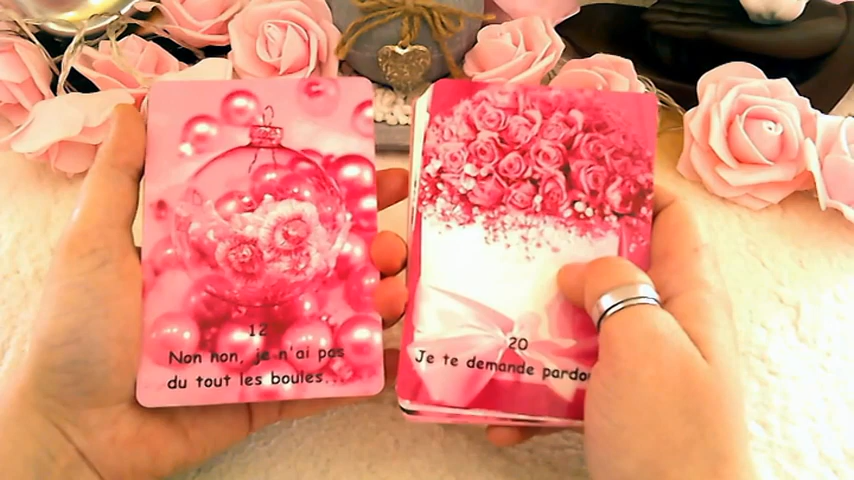 12
Non non, je n'ai pas
du tout les boules...
20
Je te demande pardon